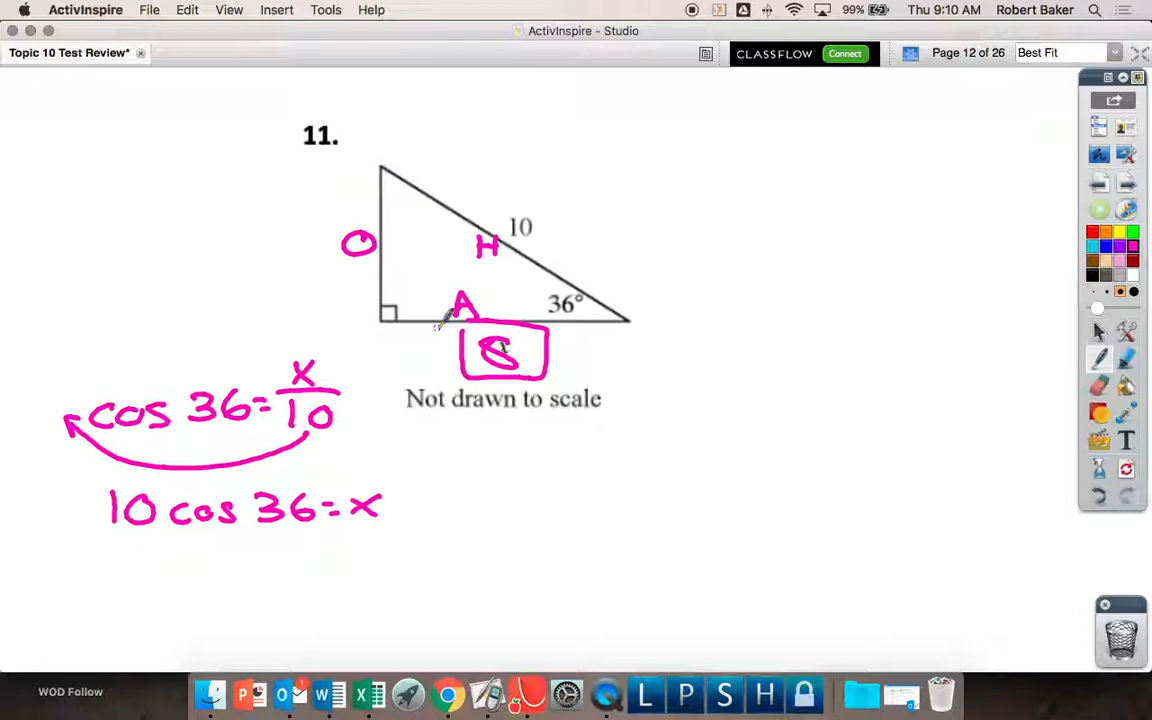 ActivInspire File Edit View Insert Tools Help 99% Thu 9:10 AM Robert Baker
ActivInspire - Studio
Topic 10 Test Review* CLASSFLOW Connect Page 12 of 26 Best Fit
11.
10
O H
A 36°
8
Not drawn to scale
cos 36 = x/10
10 cos 36 = x
T
WOD Follow
1 P W X L P S H